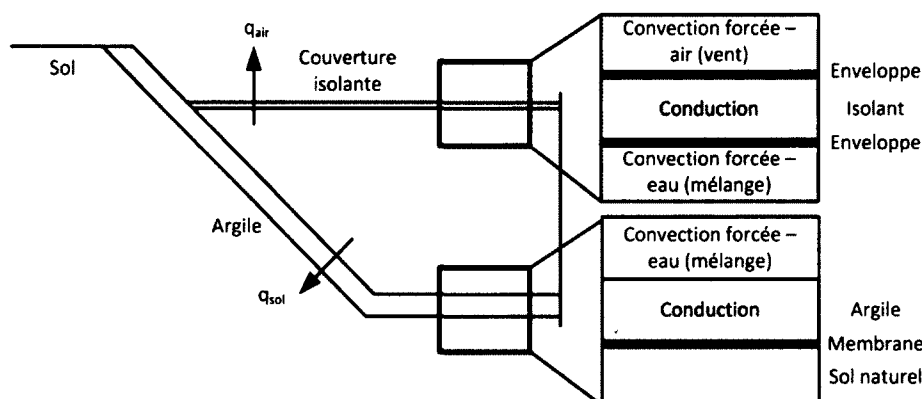 q_air
Sol
Couverture
isolante
Argile
q_sol
Convection forcée –
air (vent)
Enveloppe
Conduction
Isolant
Enveloppe
Convection forcée –
eau (mélange)
Convection forcée –
eau (mélange)
Conduction
Argile
Membrane
Sol naturel